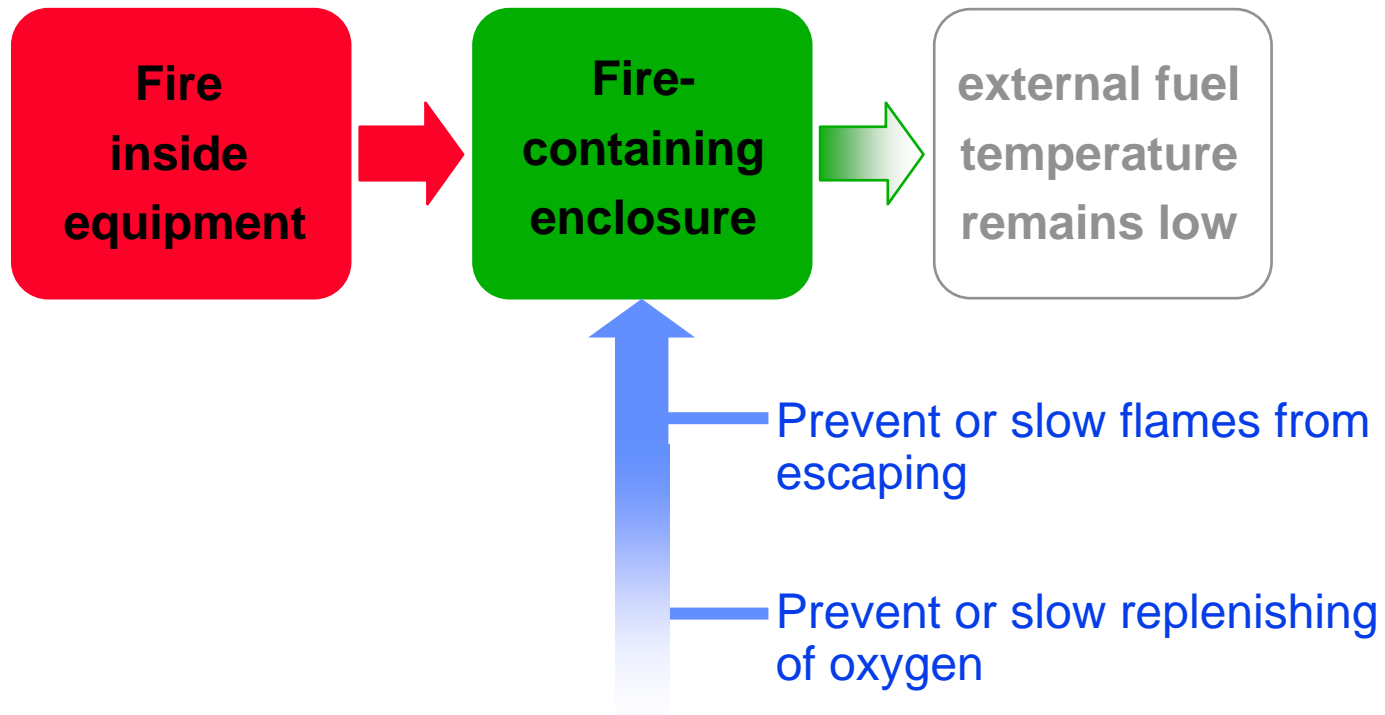 Fire
inside
equipment
Fire-
containing
enclosure
external fuel
temperature
remains low
Prevent or slow flames from
escaping
Prevent or slow replenishing
of oxygen